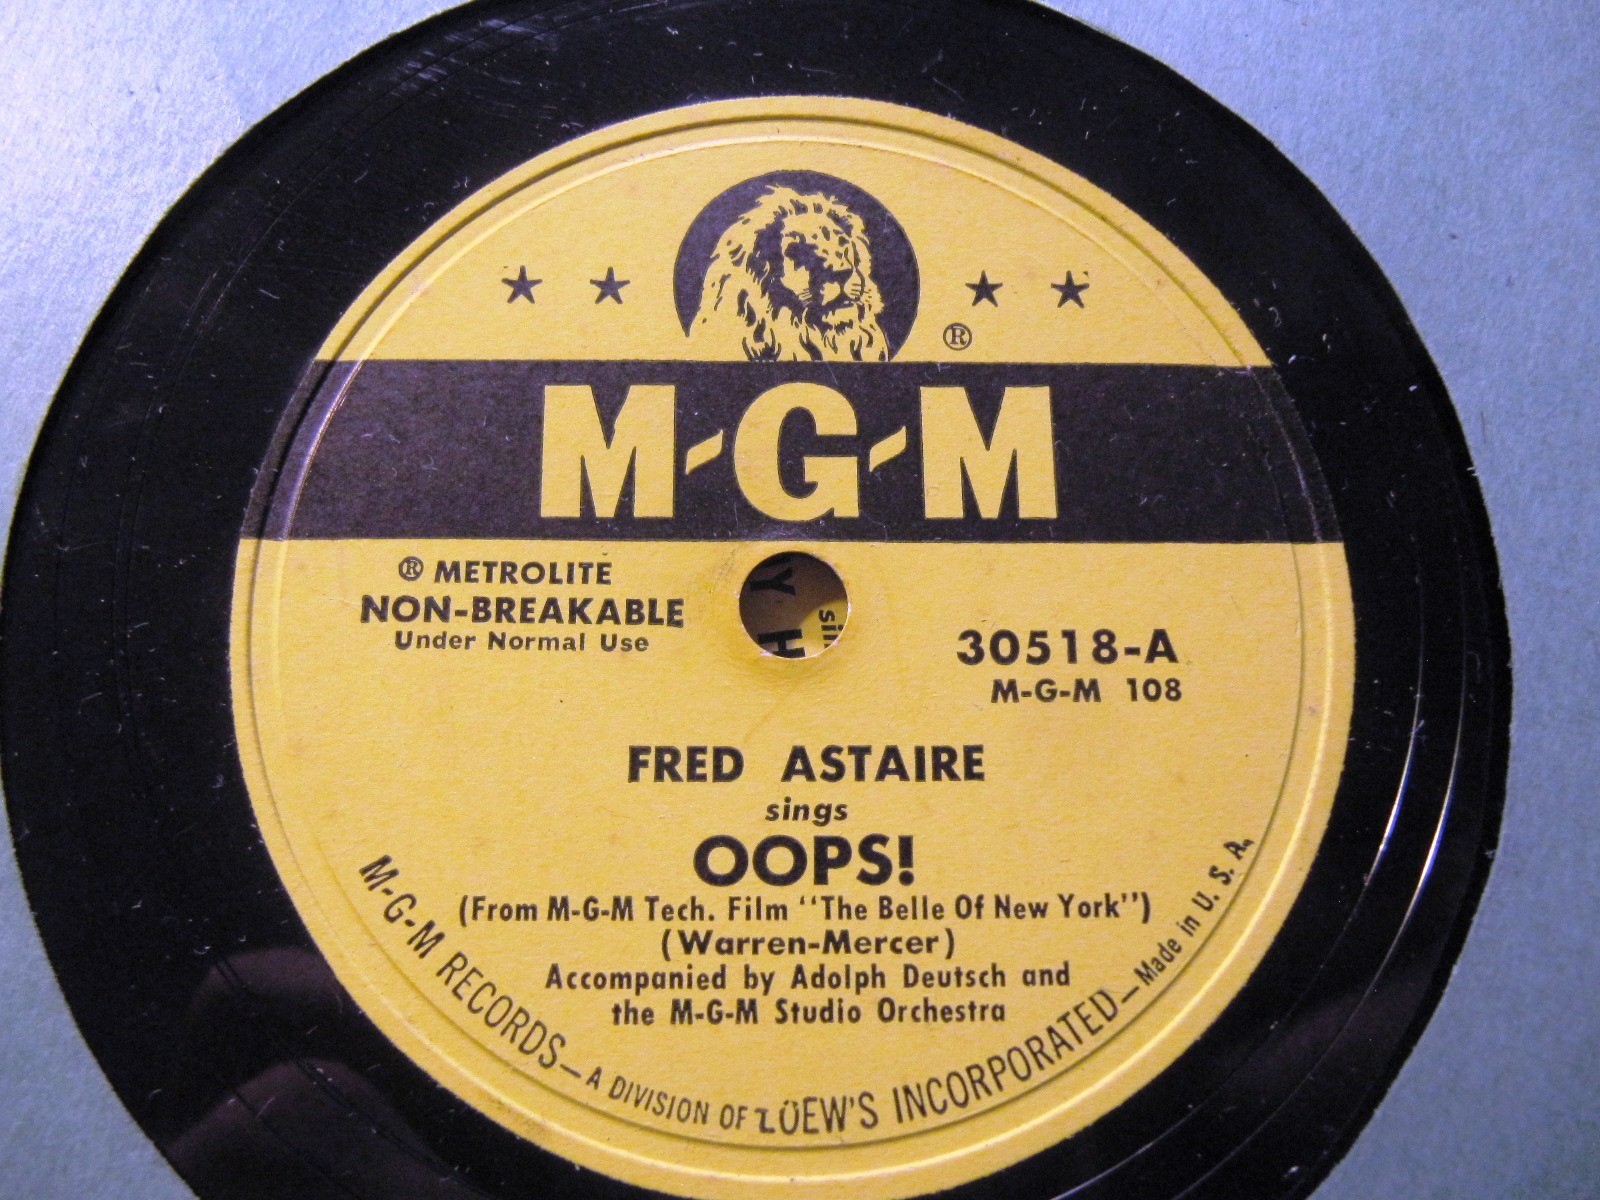 ®
M-G-M
® METROLITE
NON-BREAKABLE
Under Normal Use
30518-A
M-G-M 108
FRED ASTAIRE
sings
OOPS!
(From M-G-M Tech. Film "The Belle Of New York")
(Warren-Mercer)
Accompanied by Adolph Deutsch and
the M-G-M Studio Orchestra
M-G-M RECORDS—A DIVISION OF LOEW'S INCORPORATED—Made in U. S. A.